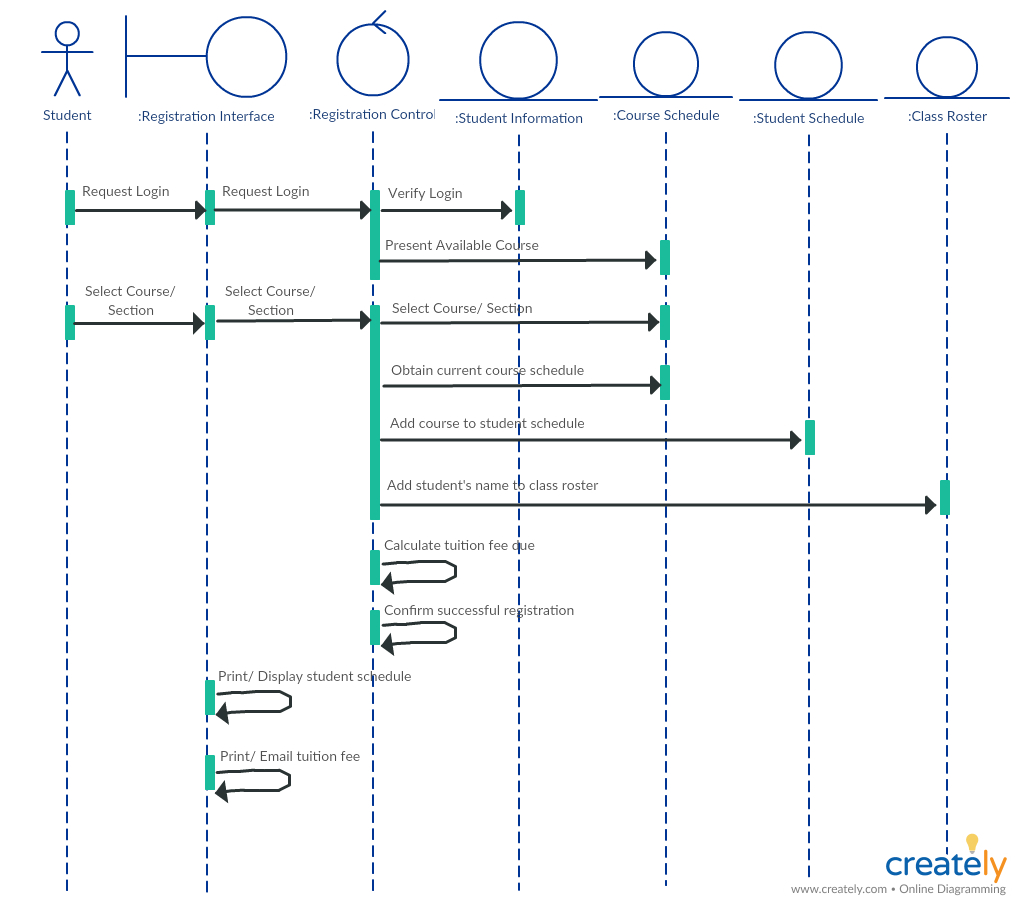 Student
:Registration Interface
:Registration Control
:Student Information
:Course Schedule
:Student Schedule
:Class Roster
Request Login
Request Login
Verify Login
Present Available Course
Select Course/
Section
Select Course/
Section
Select Course/ Section
Obtain current course schedule
Add course to student schedule
Add student's name to class roster
Calculate tuition fee due
Confirm successful registration
Print/ Display student schedule
Print/ Email tuition fee
creately
www.creately.com • Online Diagramming